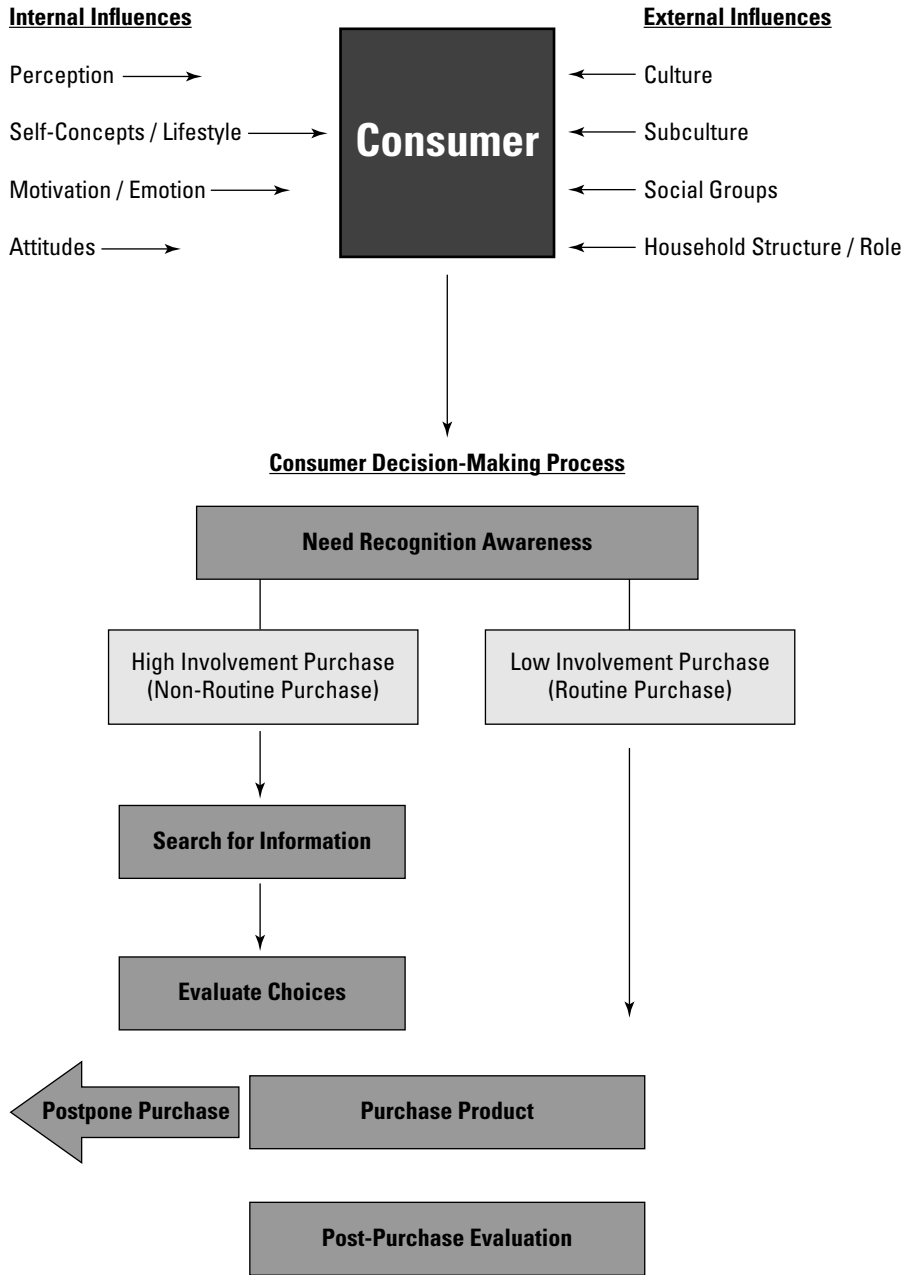 Internal Influences
External Influences
Perception
Culture
Self-Concepts / Lifestyle
Consumer
Subculture
Motivation / Emotion
Social Groups
Attitudes
Household Structure / Role
Consumer Decision-Making Process
Need Recognition Awareness
High Involvement Purchase
(Non-Routine Purchase)
Low Involvement Purchase
(Routine Purchase)
Search for Information
Evaluate Choices
Postpone Purchase
Purchase Product
Post-Purchase Evaluation